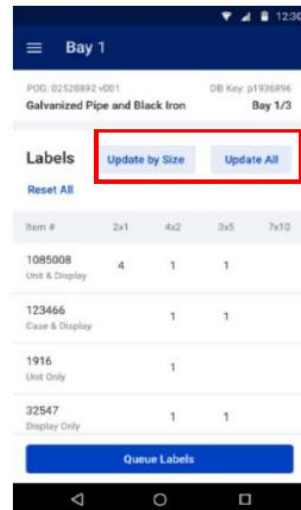 12:30
Bay 1
POG: 02520892 v001 DB Key: p1936896
Galvanized Pipe and Black Iron Bay 1/3
Labels Update by Size Update All
Reset All
Item # 2x1 4x2 3x5 7x10
1085008 4 1 1
Unit & Display
123466 1 1
Case & Display
1916 1
Unit Only
32547 1 1
Display Only
Queue Labels